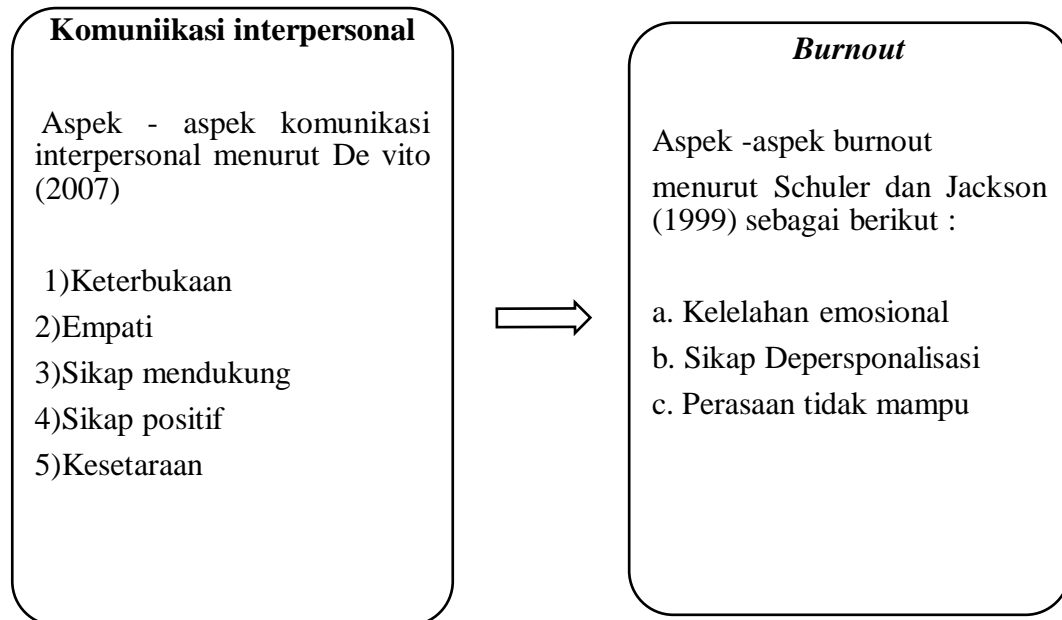 Komuniikasi interpersonal
Aspek - aspek komunikasi
interpersonal menurut De vito
(2007)
1)Keterbukaan
2)Empati
3)Sikap mendukung
4)Sikap positif
5)Kesetaraan
Burnout
Aspek -aspek burnout
menurut Schuler dan Jackson
(1999) sebagai berikut :
a. Kelelahan emosional
b. Sikap Depersponalisasi
c. Perasaan tidak mampu